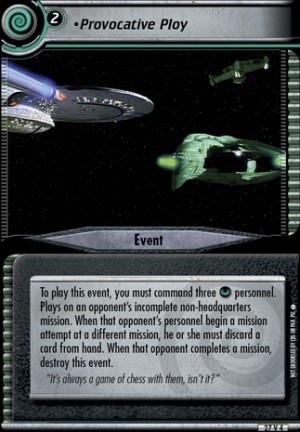 2
•Provocative Ploy
Event
To play this event, you must command three personnel.
Plays on an opponent's incomplete non-headquarters
mission. When that opponent's personnel begin a mission
attempt at a different mission, he or she must discard a
card from hand. When that opponent completes a mission,
destroy this event.
"It's always a game of chess with them, isn't it?"
27 V 4